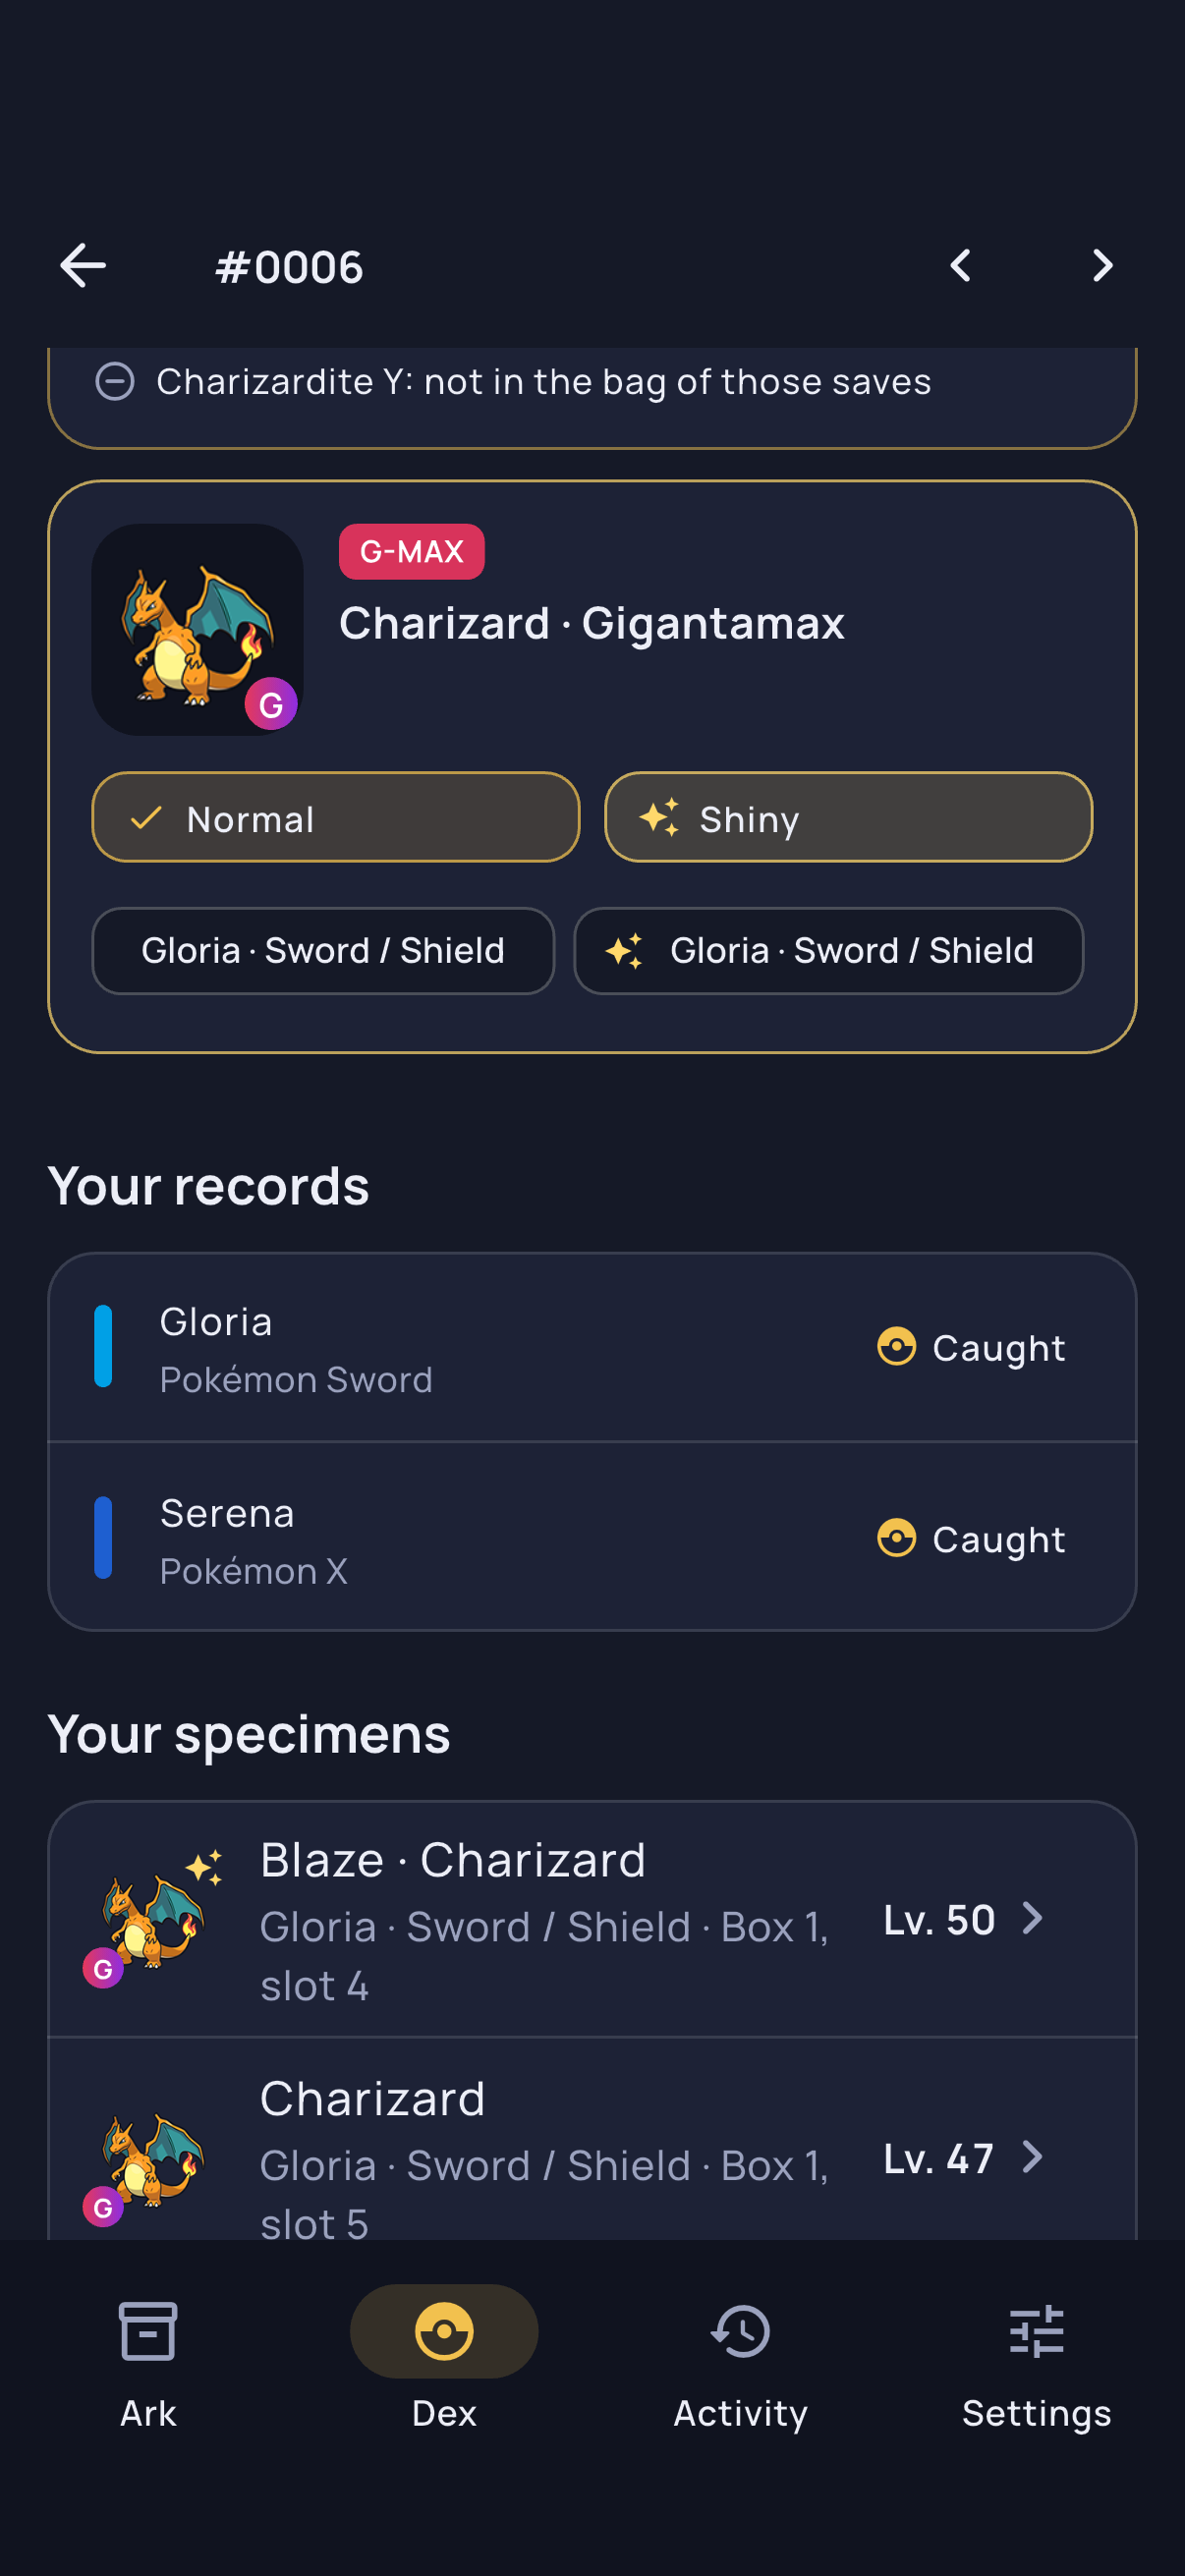 #0006
Charizardite Y: not in the bag of those saves
G-MAX
Charizard · Gigantamax
G
Normal
Shiny
Gloria · Sword / Shield
Gloria · Sword / Shield
Your records
Gloria
Pokémon Sword
Caught
Serena
Pokémon X
Caught
Your specimens
Blaze · Charizard
Gloria · Sword / Shield · Box 1,
slot 4
Lv. 50
G
Charizard
Gloria · Sword / Shield · Box 1,
slot 5
Lv. 47
G
Ark
Dex
Activity
Settings